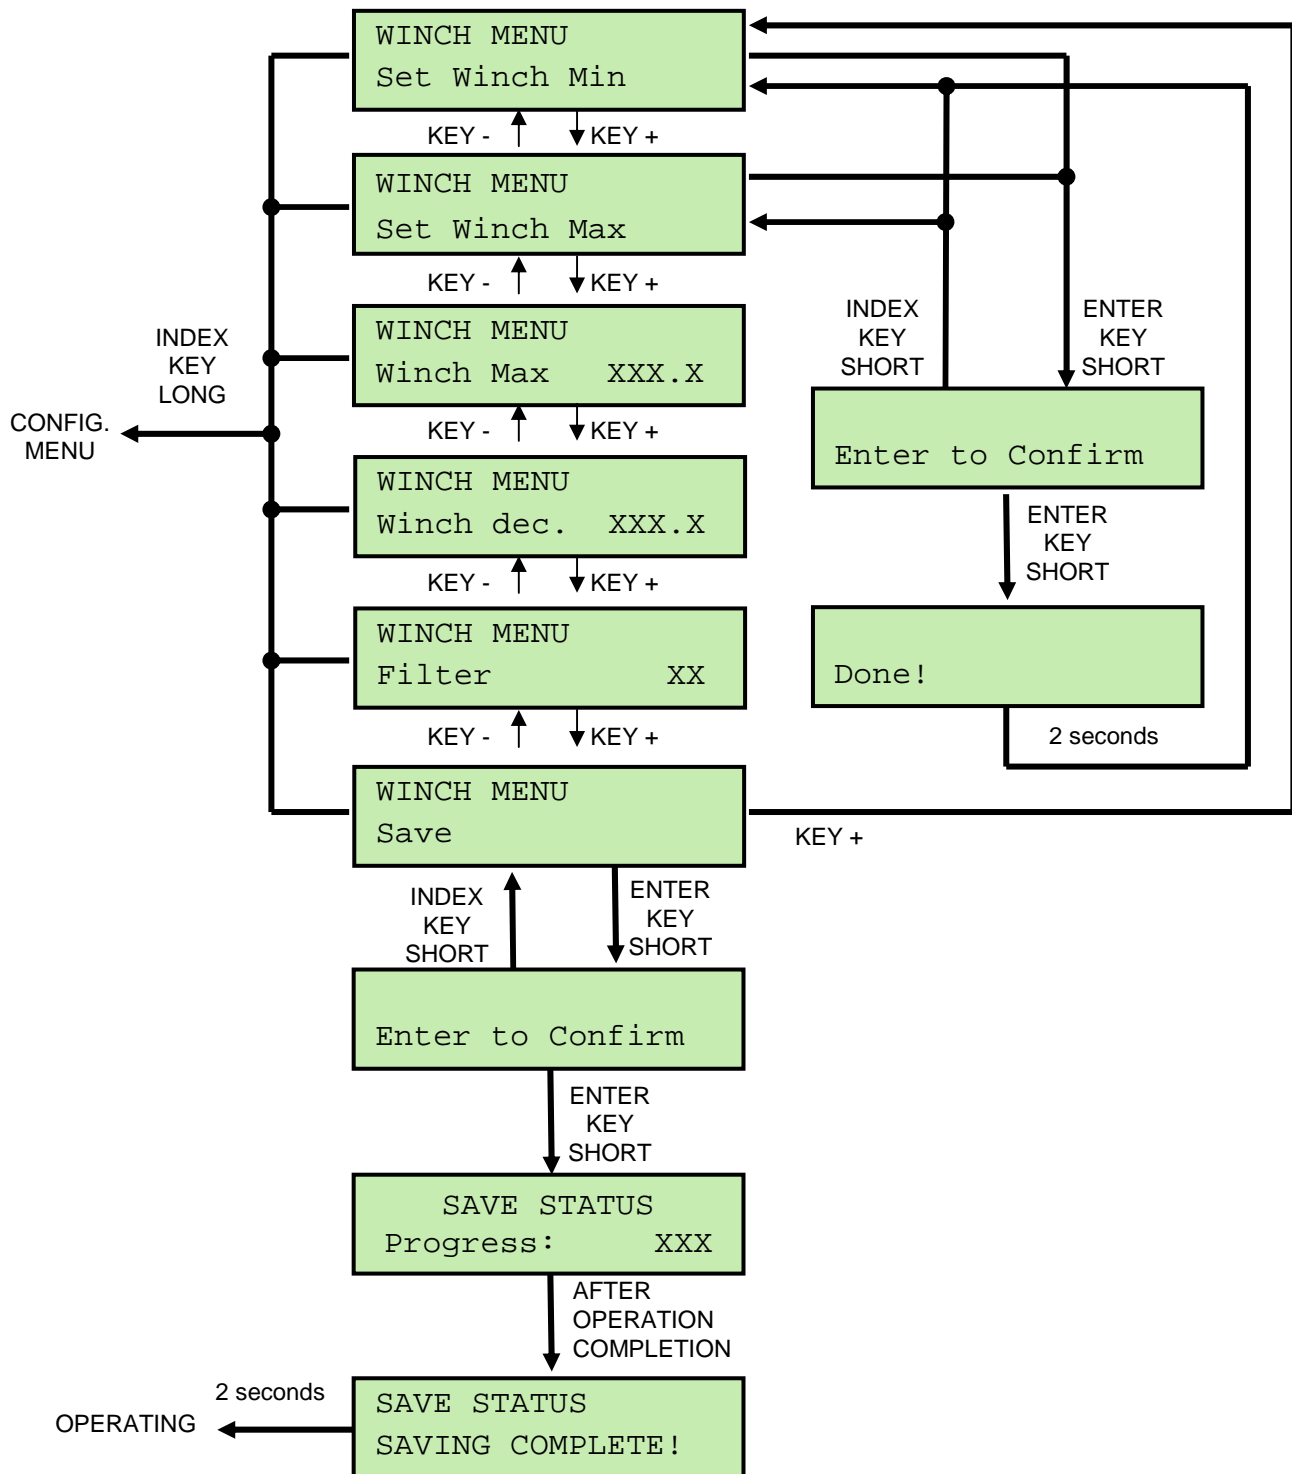 WINCH MENU
Set Winch Min
KEY -
KEY +
WINCH MENU
Set Winch Max
KEY -
KEY +
INDEX
KEY
LONG
CONFIG.
MENU
WINCH MENU
Winch Max XXX.X
KEY -
KEY +
WINCH MENU
Winch dec. XXX.X
KEY -
KEY +
WINCH MENU
Filter XX
KEY -
KEY +
WINCH MENU
Save
KEY +
INDEX
KEY
SHORT
ENTER
KEY
SHORT
Enter to Confirm
ENTER
KEY
SHORT
Done!
2 seconds
INDEX
KEY
SHORT
ENTER
KEY
SHORT
Enter to Confirm
ENTER
KEY
SHORT
SAVE STATUS
Progress: XXX
AFTER
OPERATION
COMPLETION
SAVE STATUS
SAVING COMPLETE!
2 seconds
OPERATING